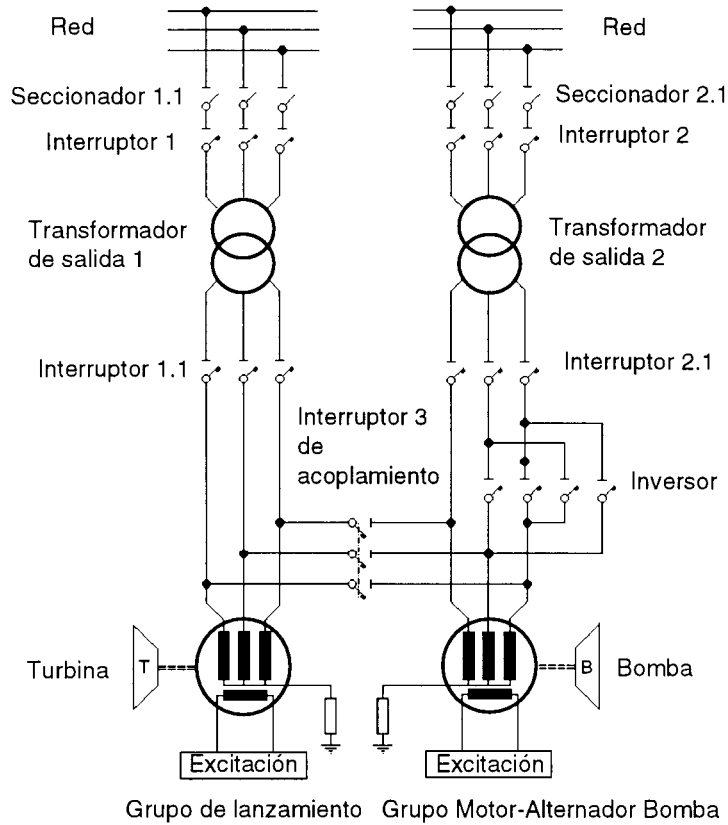 Red
Red
Seccionador 1.1
Seccionador 2.1
Interruptor 1
Interruptor 2
Transformador
de salida 1
Transformador
de salida 2
Interruptor 1.1
Interruptor 2.1
Interruptor 3
de
acoplamiento
Inversor
Turbina
T
B
Bomba
Excitación
Excitación
Grupo de lanzamiento
Grupo Motor-Alternador Bomba